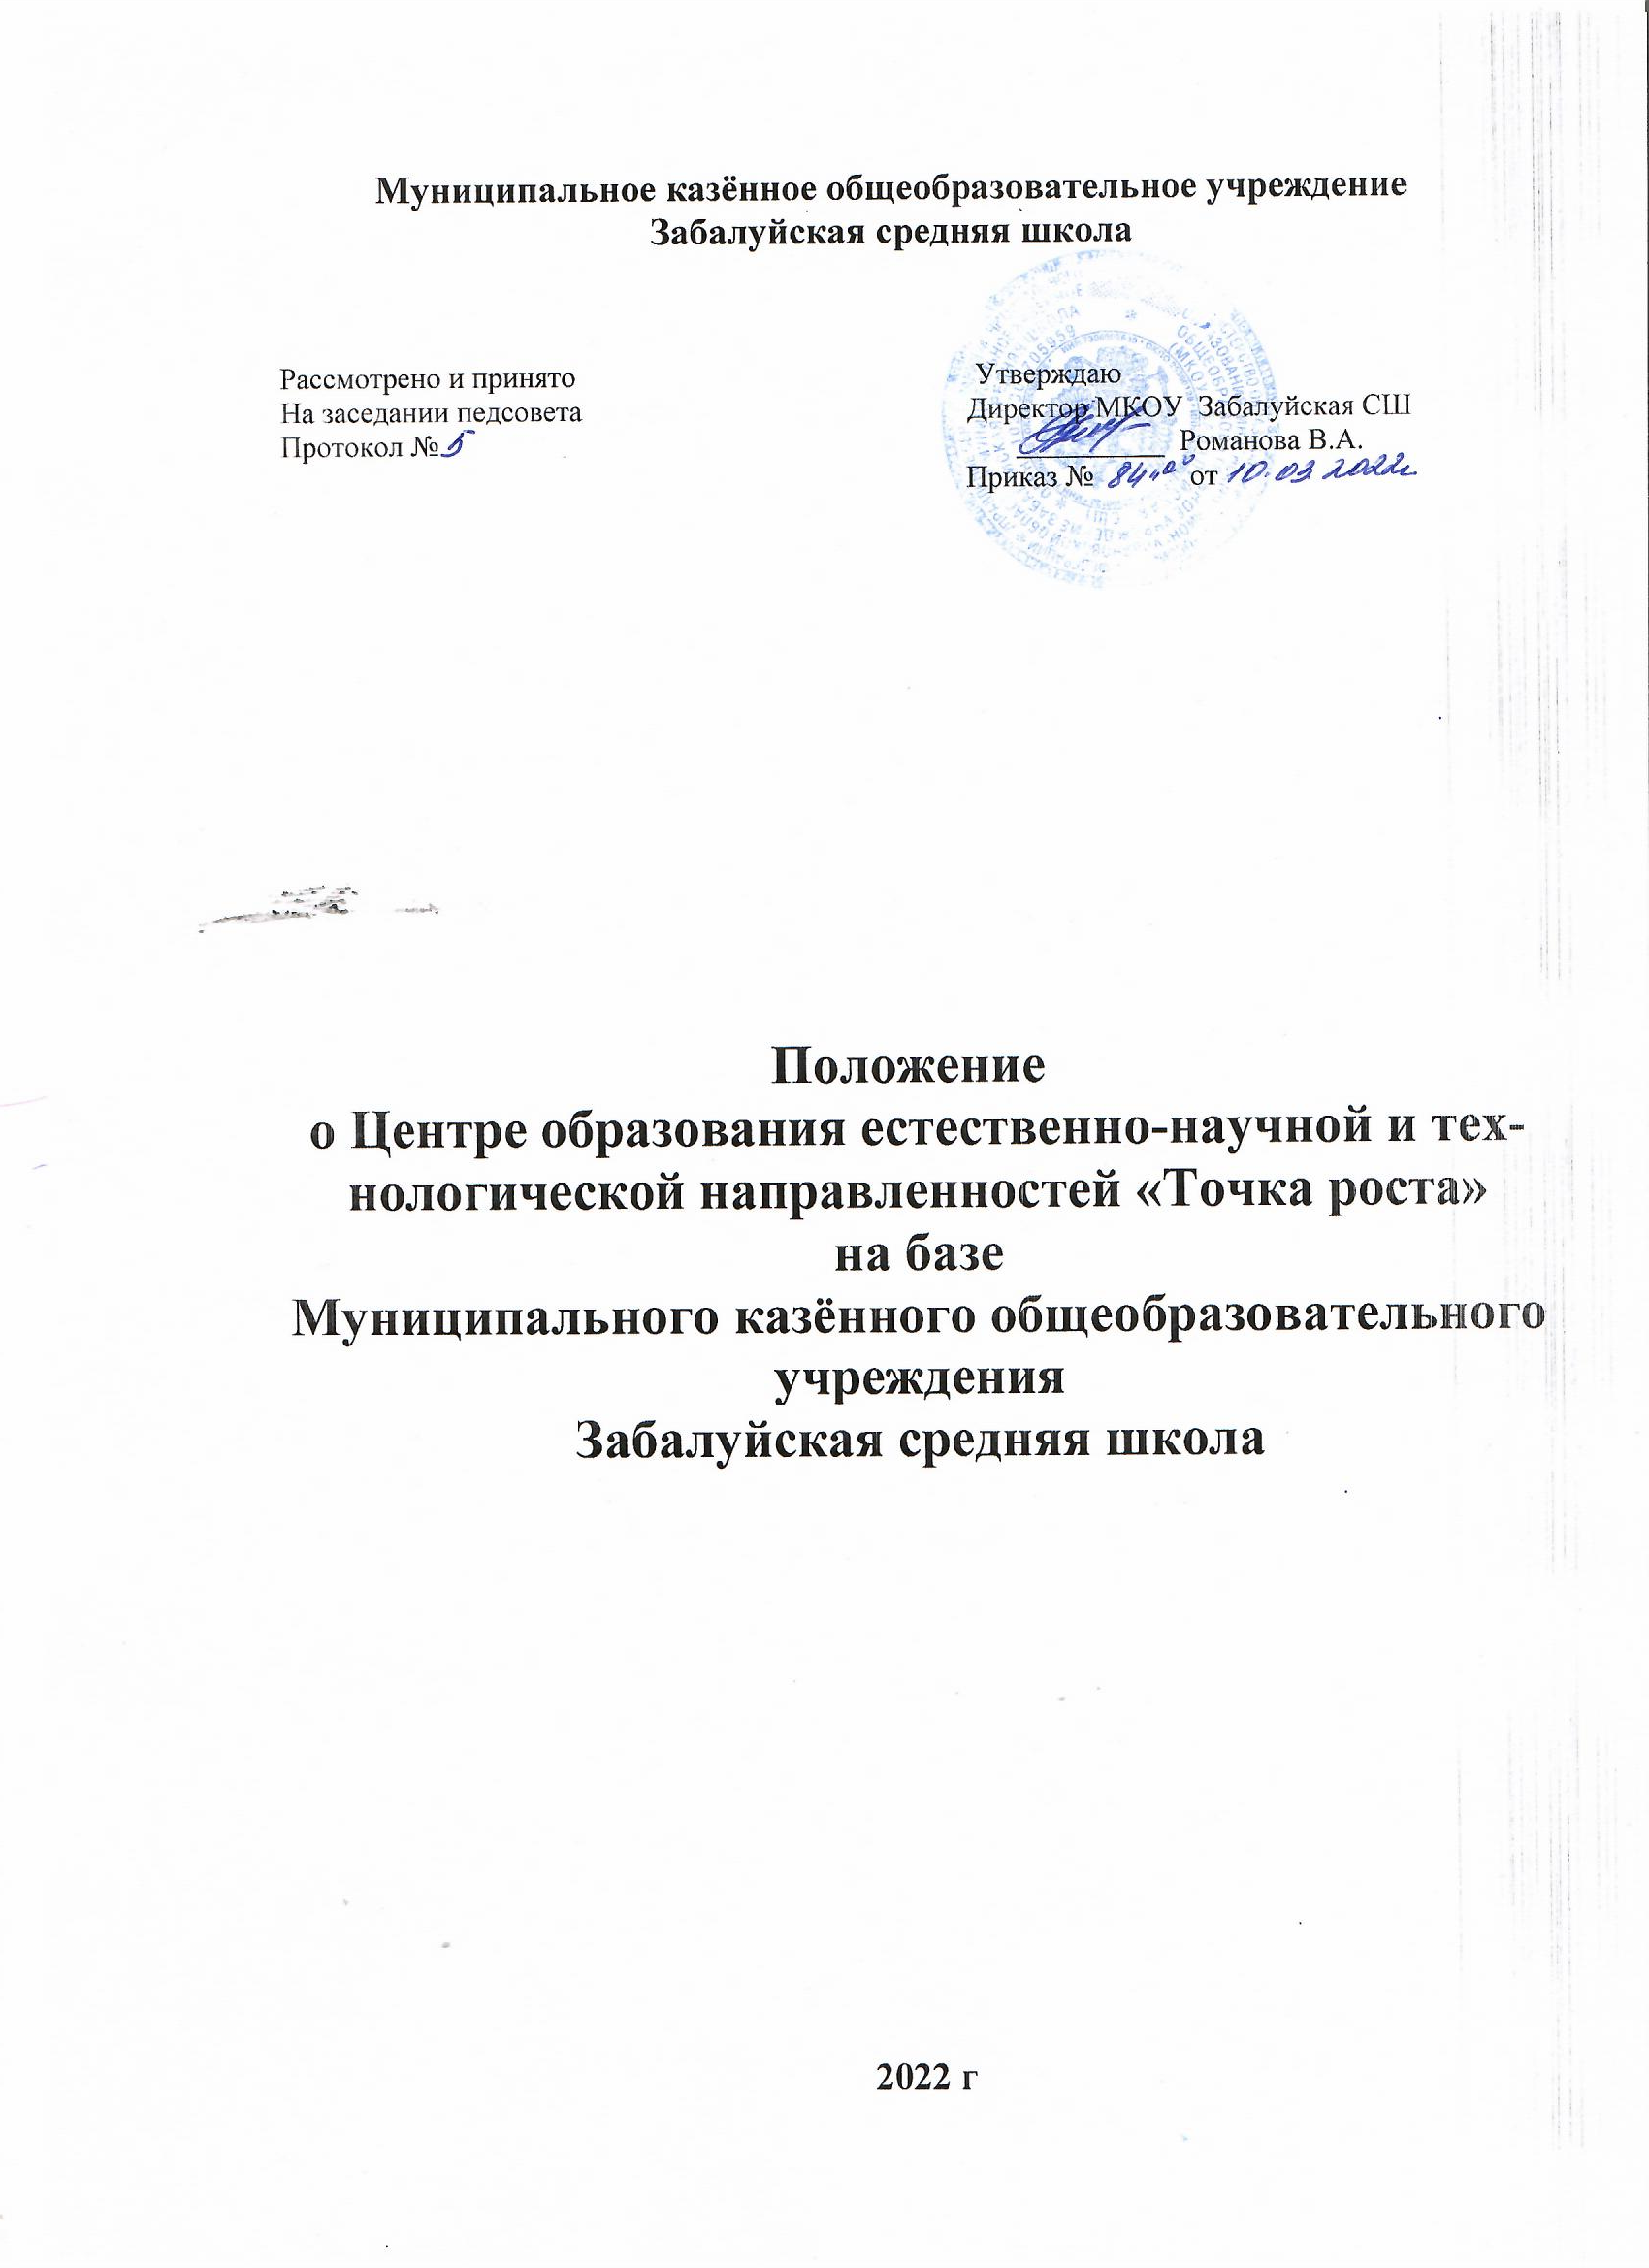 Муниципальное казённое общеобразовательное учреждение
Забалуйская средняя школа
Рассмотрено и принято
На заседании педсовета
Протокол №5
Утверждаю
Директор МКОУ Забалуйская СШ
Романова В.А.
Приказ № 84 „а“ от 10.03 2022г
Положение
о Центре образования естественно-научной и тех-
нологической направленностей «Точка роста»
на базе
Муниципального казённого общеобразовательного
учреждения
Забалуйская средняя школа
2022 г